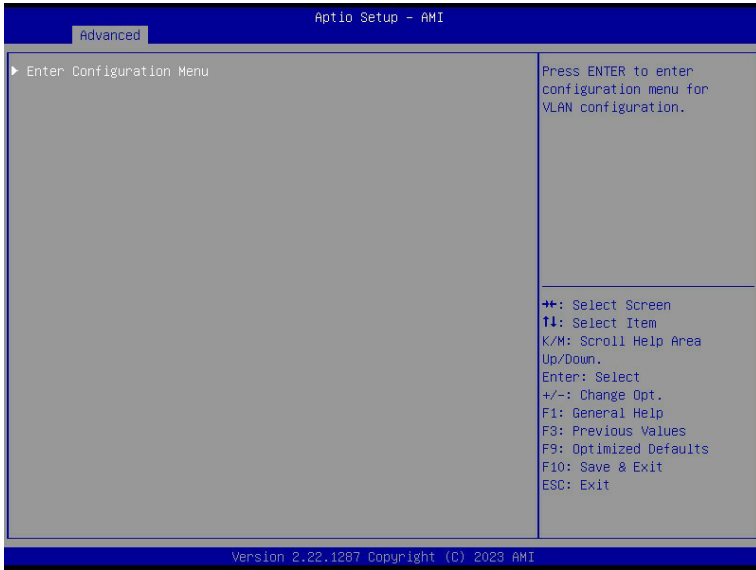 Aptio Setup - AMI
Advanced
▶ Enter Configuration Menu
Press ENTER to enter
configuration menu for
VLAN configuration.
→←: Select Screen
↑↓: Select Item
K/M: Scroll Help Area
Up/Down.
Enter: Select
+/-: Change Opt.
F1: General Help
F3: Previous Values
F9: Optimized Defaults
F10: Save & Exit
ESC: Exit
Version 2.22.1287 Copyright (C) 2023 AMI